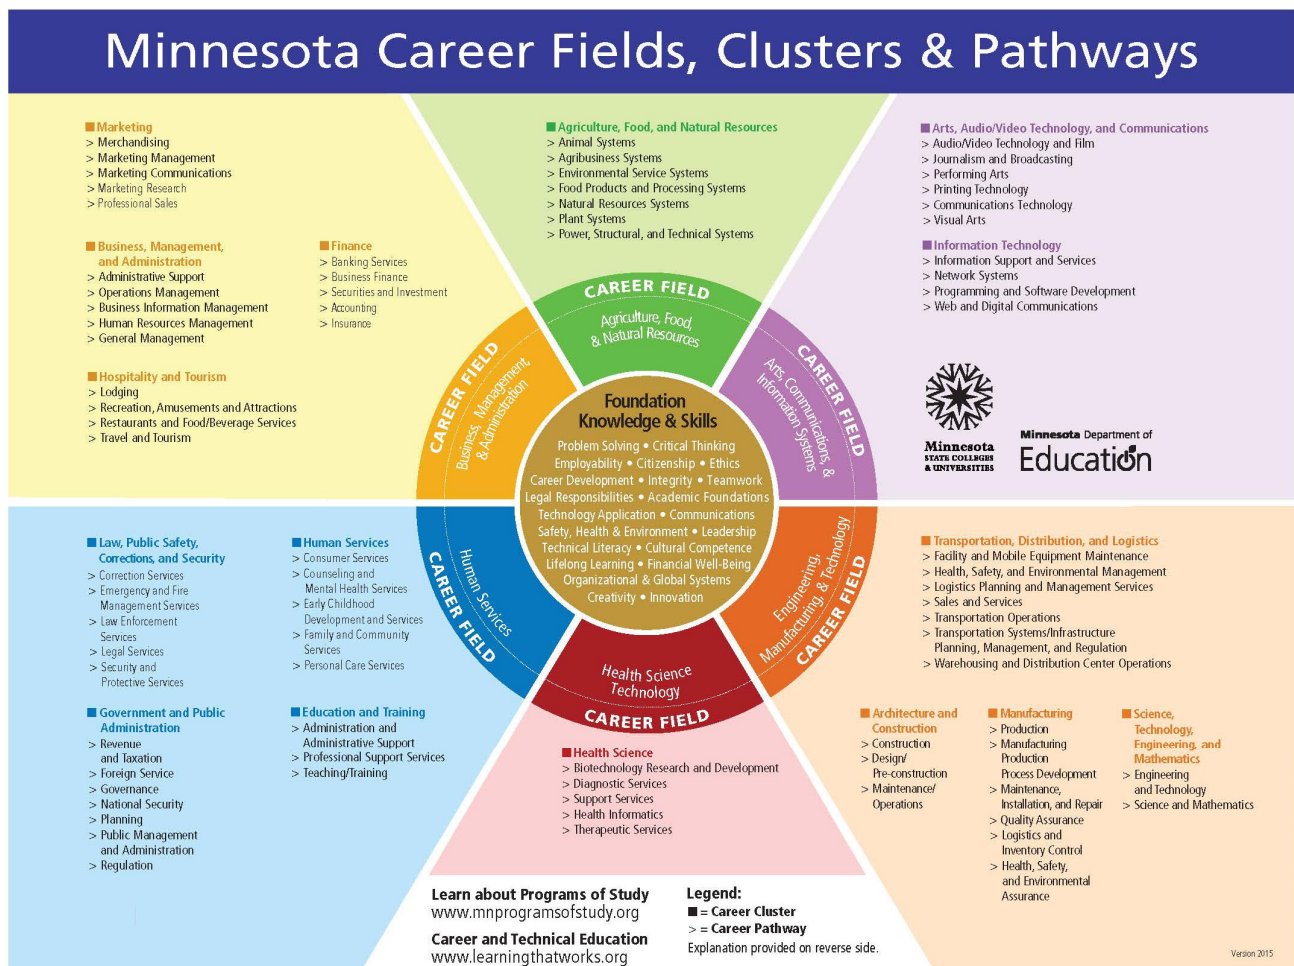 Minnesota Career Fields, Clusters & Pathways
■ Marketing
> Merchandising
> Marketing Management
> Marketing Communications
> Marketing Research
> Professional Sales
■ Business, Management,
and Administration
> Administrative Support
> Operations Management
> Business Information Management
> Human Resources Management
> General Management
■ Finance
> Banking Services
> Business Finance
> Securities and Investment
> Accounting
> Insurance
■ Hospitality and Tourism
> Lodging
> Recreation, Amusements and Attractions
> Restaurants and Food/Beverage Services
> Travel and Tourism
■ Agriculture, Food, and Natural Resources
> Animal Systems
> Agribusiness Systems
> Environmental Service Systems
> Food Products and Processing Systems
> Natural Resources Systems
> Plant Systems
> Power, Structural, and Technical Systems
■ Arts, Audio/Video Technology, and Communications
> Audio/Video Technology and Film
> Journalism and Broadcasting
> Performing Arts
> Printing Technology
> Communications Technology
> Visual Arts
■ Information Technology
> Information Support and Services
> Network Systems
> Programming and Software Development
> Web and Digital Communications
Minnesota
STATE COLLEGES
& UNIVERSITIES
Minnesota Department of
Education
CAREER FIELD
Agriculture, Food,
& Natural Resources
CAREER FIELD
Business, Management,
& Administration
CAREER FIELD
Arts, Communications, &
Information Systems
Foundation
Knowledge & Skills
Problem Solving • Critical Thinking
Employability • Citizenship • Ethics
Career Development • Integrity • Teamwork
Legal Responsibilities • Academic Foundations
Technology Application • Communications
Safety, Health & Environment • Leadership
Technical Literacy • Cultural Competence
Lifelong Learning • Financial Well-Being
Organizational & Global Systems
Creativity • Innovation
CAREER FIELD
Human Services
CAREER FIELD
Engineering,
Manufacturing, & Technology
Health Science
Technology
CAREER FIELD
■ Law, Public Safety,
Corrections, and Security
> Correction Services
> Emergency and Fire
Management Services
> Law Enforcement
Services
> Legal Services
> Security and
Protective Services
■ Human Services
> Consumer Services
> Counseling and
Mental Health Services
> Early Childhood
Development and Services
> Family and Community
Services
> Personal Care Services
■ Government and Public
Administration
> Revenue
and Taxation
> Foreign Service
> Governance
> National Security
> Planning
> Public Management
and Administration
> Regulation
■ Education and Training
> Administration and
Administrative Support
> Professional Support Services
> Teaching/Training
■ Health Science
> Biotechnology Research and Development
> Diagnostic Services
> Support Services
> Health Informatics
> Therapeutic Services
■ Transportation, Distribution, and Logistics
> Facility and Mobile Equipment Maintenance
> Health, Safety, and Environmental Management
> Logistics Planning and Management Services
> Sales and Services
> Transportation Operations
> Transportation Systems/Infrastructure
Planning, Management, and Regulation
> Warehousing and Distribution Center Operations
■ Architecture and
Construction
> Construction
> Design/
Pre-construction
> Maintenance/
Operations
■ Manufacturing
> Production
> Manufacturing
Production
Process Development
> Maintenance,
Installation, and Repair
> Quality Assurance
> Logistics and
Inventory Control
> Health, Safety,
and Environmental
Assurance
■ Science,
Technology,
Engineering, and
Mathematics
> Engineering
and Technology
> Science and Mathematics
Learn about Programs of Study
www.mnprogramsofstudy.org
Career and Technical Education
www.learningthatworks.org
Legend:
■ = Career Cluster
> = Career Pathway
Explanation provided on reverse side.
Version 2015